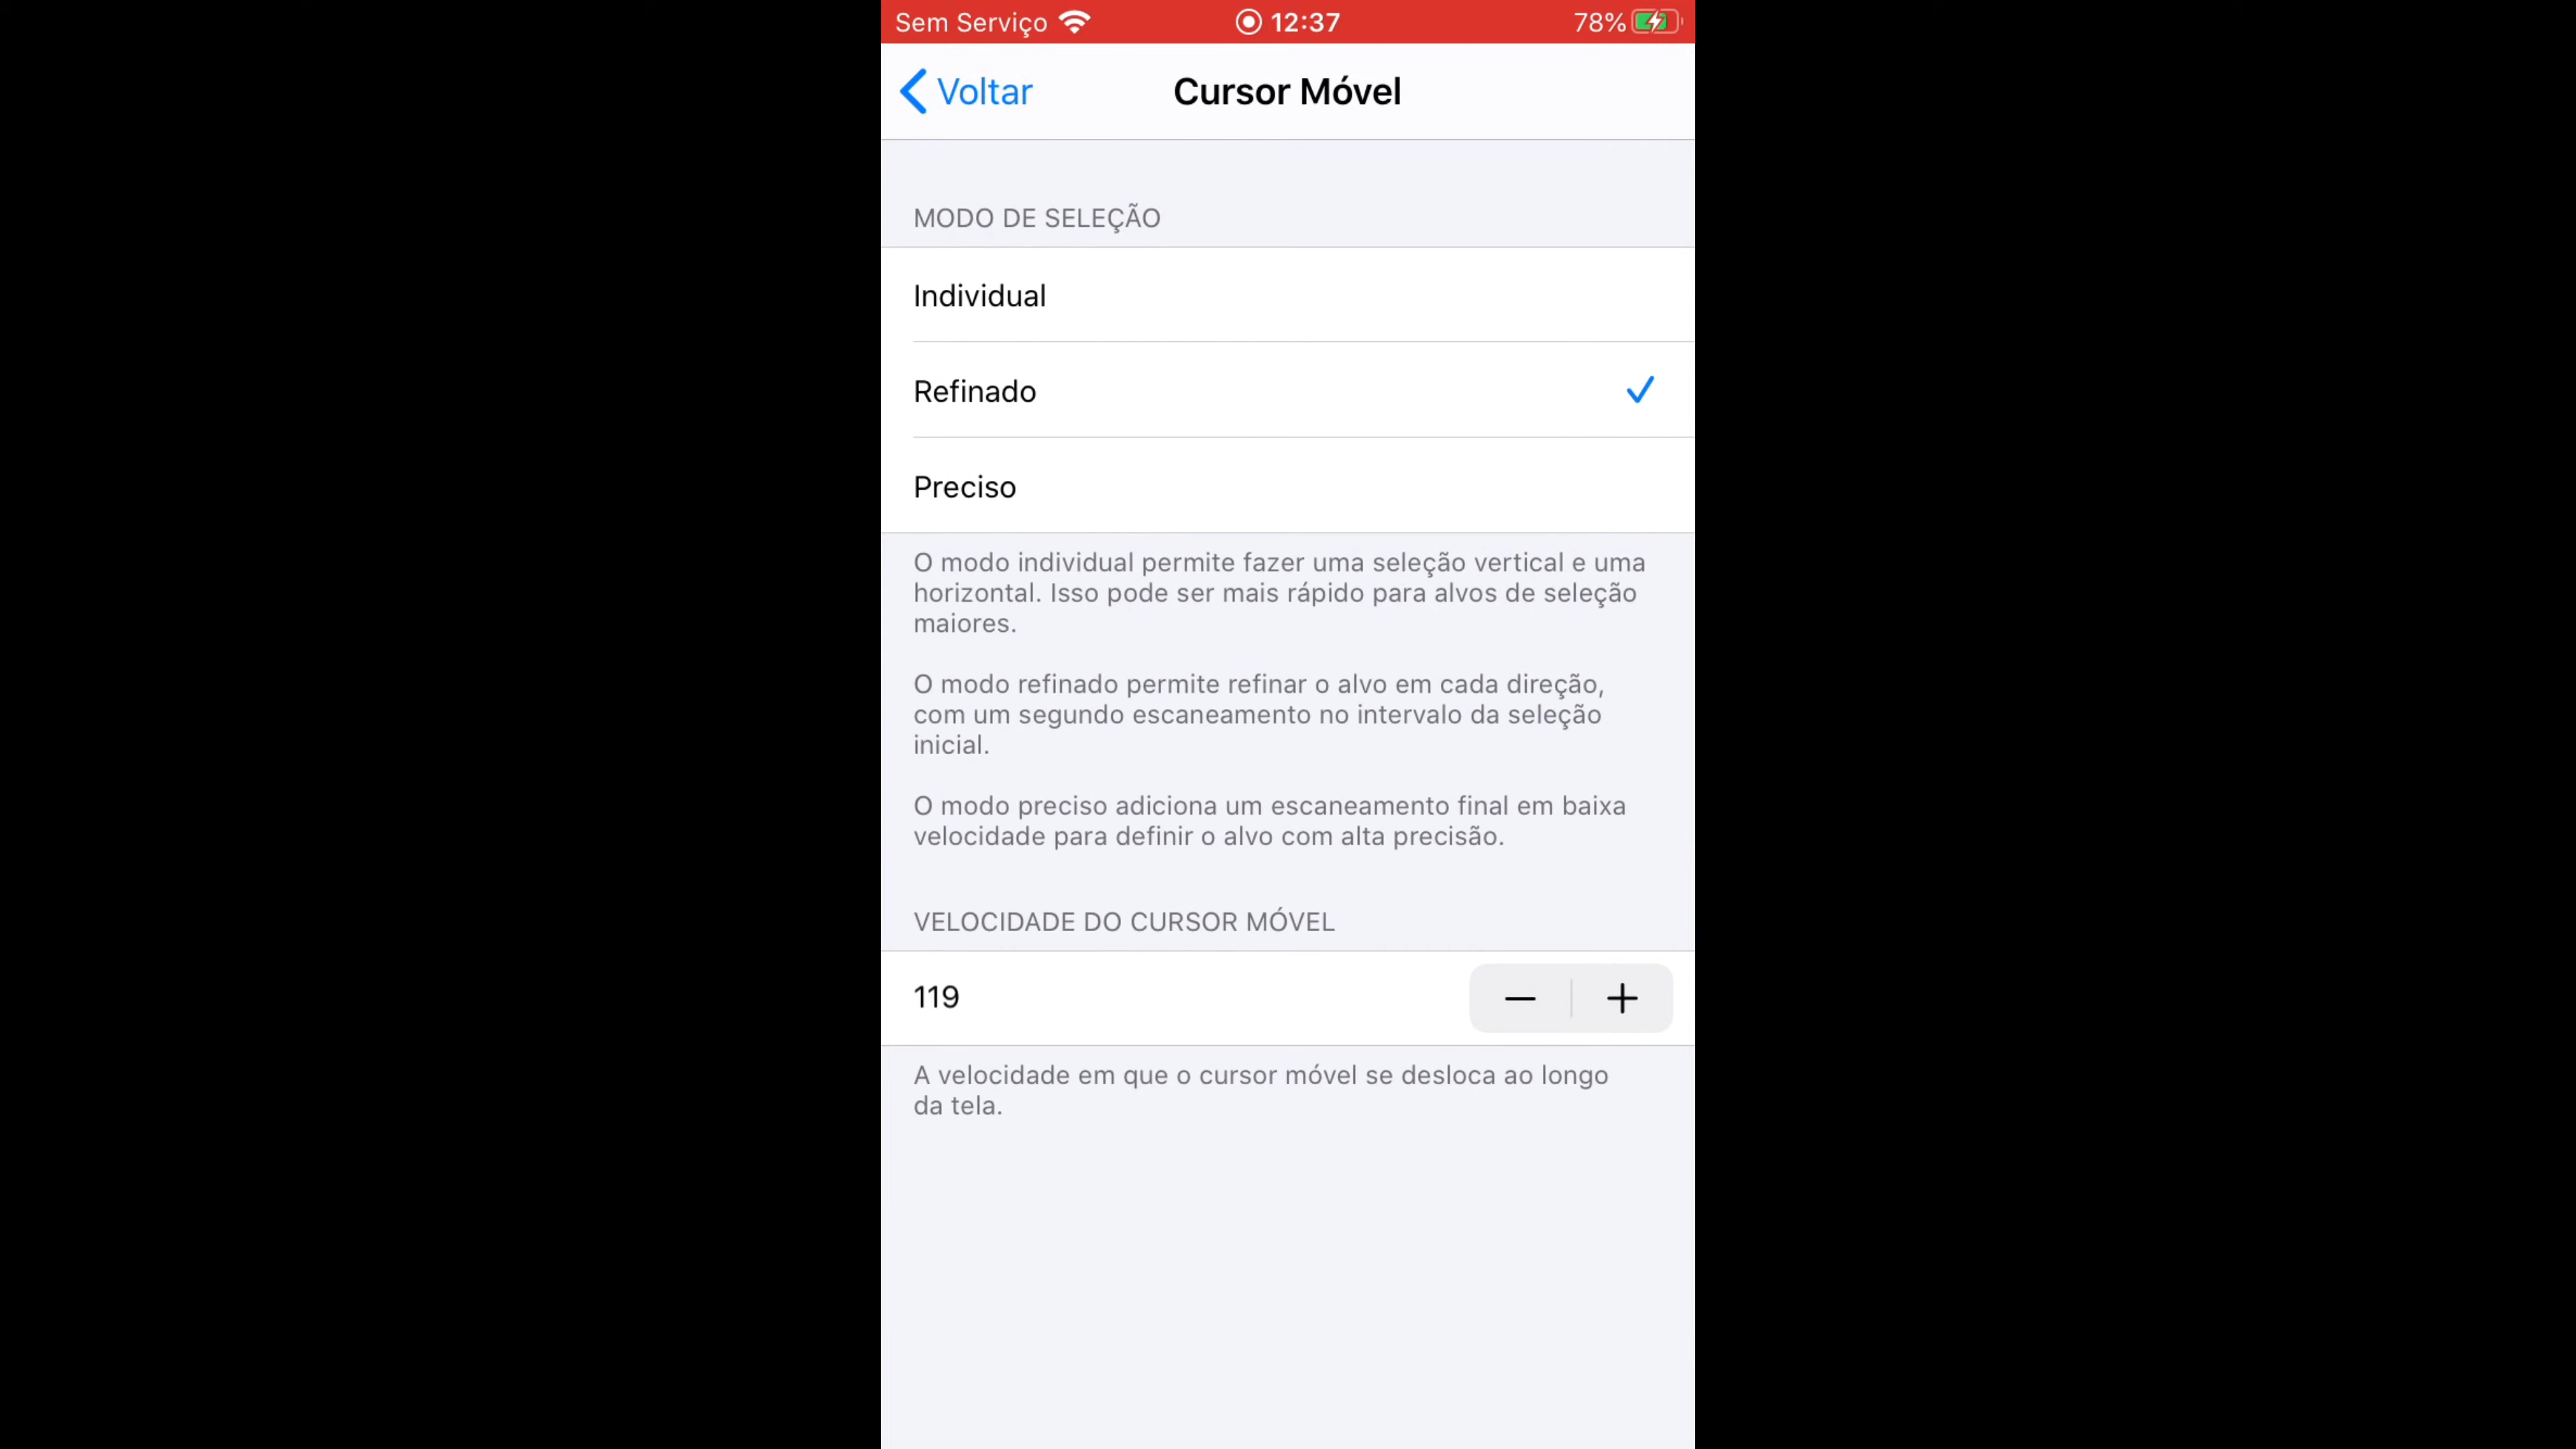 Sem Serviço 12:37 78%
Voltar Cursor Móvel
MODO DE SELEÇÃO
Individual
Refinado
Preciso
O modo individual permite fazer uma seleção vertical e uma
horizontal. Isso pode ser mais rápido para alvos de seleção
maiores.
O modo refinado permite refinar o alvo em cada direção,
com um segundo escaneamento no intervalo da seleção
inicial.
O modo preciso adiciona um escaneamento final em baixa
velocidade para definir o alvo com alta precisão.
VELOCIDADE DO CURSOR MÓVEL
119 — +
A velocidade em que o cursor móvel se desloca ao longo
da tela.